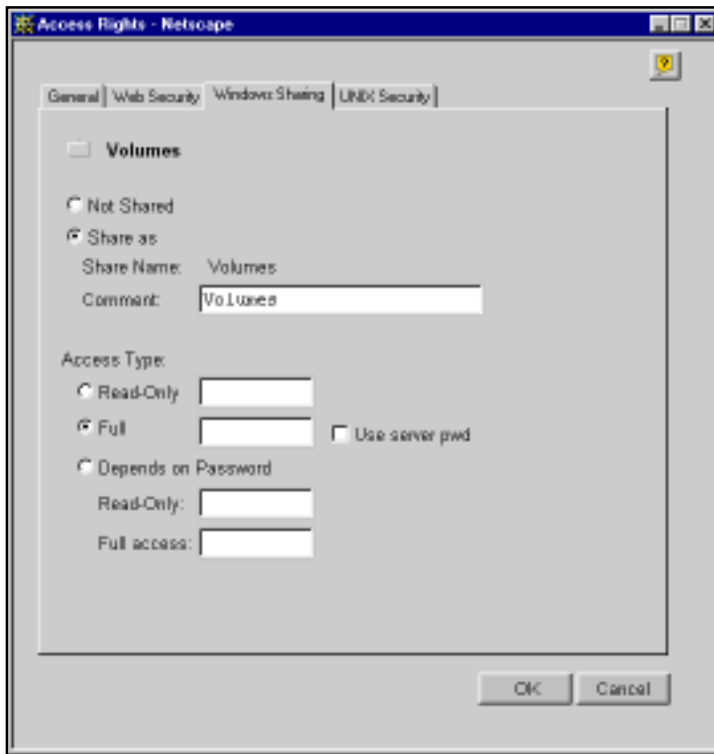 Access Rights - Netscape
General Web Security Windows Sharing UNIX Security
Volumes
Not Shared
Share as
Share Name: Volumes
Comment: Volumes
Access Type:
Read-Only
Full Use server pwd
Depends on Password
Read-Only:
Full access:
OK Cancel